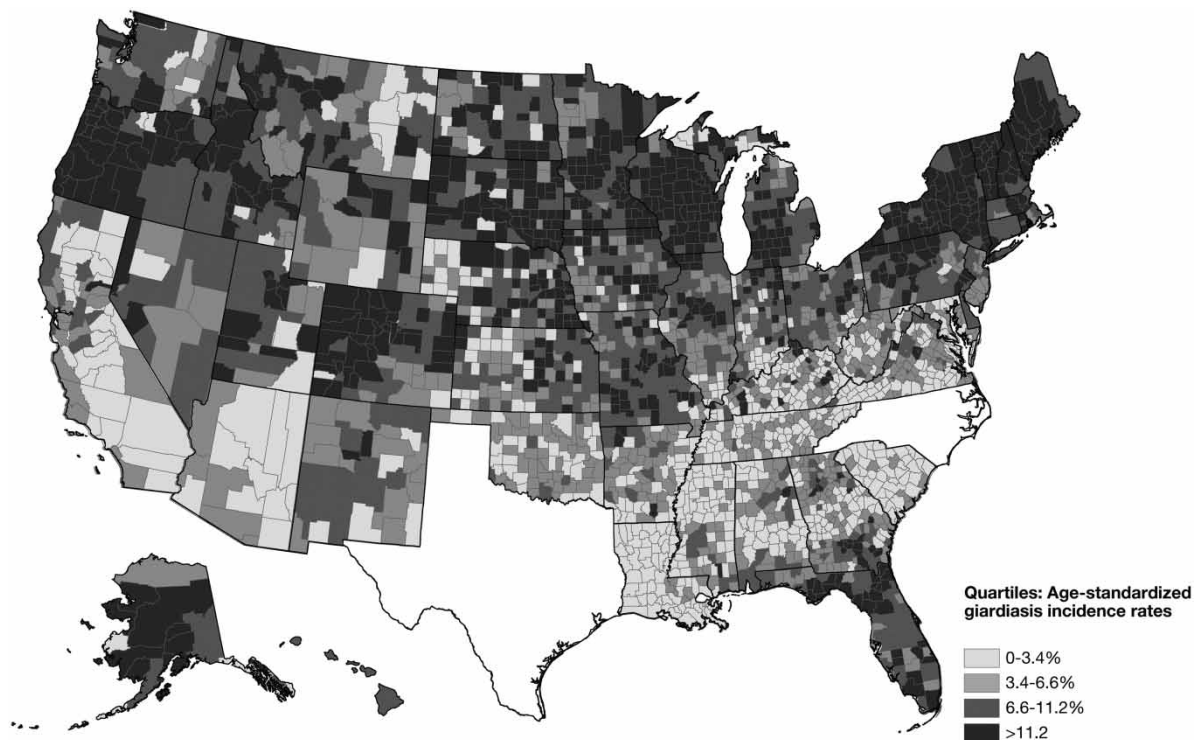 Quartiles: Age-standardized
giardiasis incidence rates
0-3.4%
3.4-6.6%
6.6-11.2%
>11.2